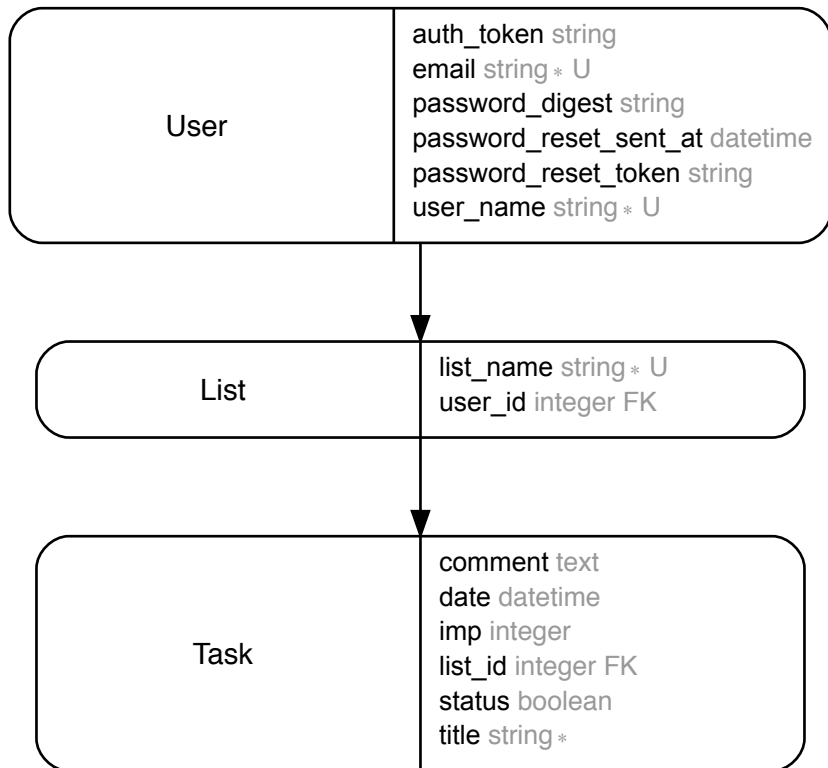 User
auth_token string
email string∗ U
password_digest string
password_reset_sent_at datetime
password_reset_token string
user_name string∗ U
List
list_name string∗ U
user_id integer FK
Task
comment text
date datetime
imp integer
list_id integer FK
status boolean
title string∗